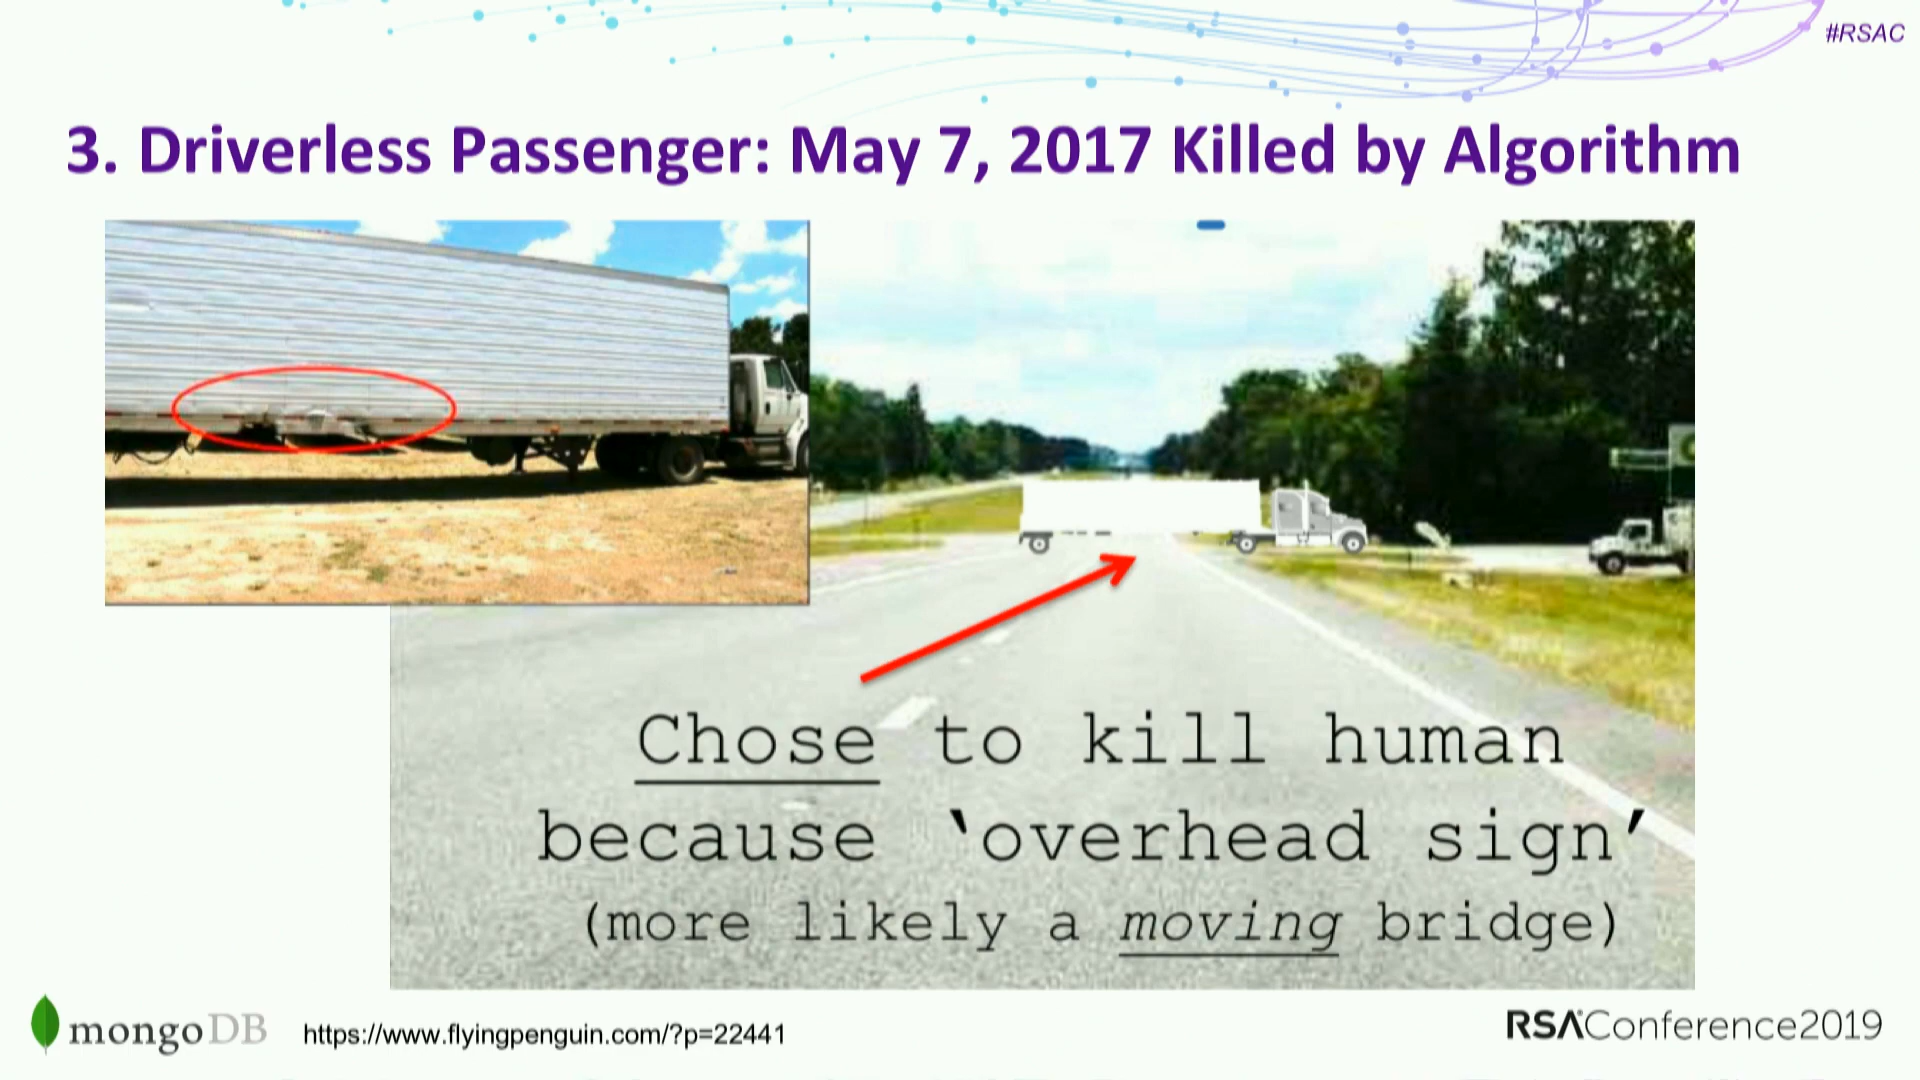 #RSAC
3. Driverless Passenger: May 7, 2017 Killed by Algorithm
Chose to kill human
because ‘overhead sign’
(more likely a moving bridge)
mongoDB
https://www.flyingpenguin.com/?p=22441
RSAConference2019